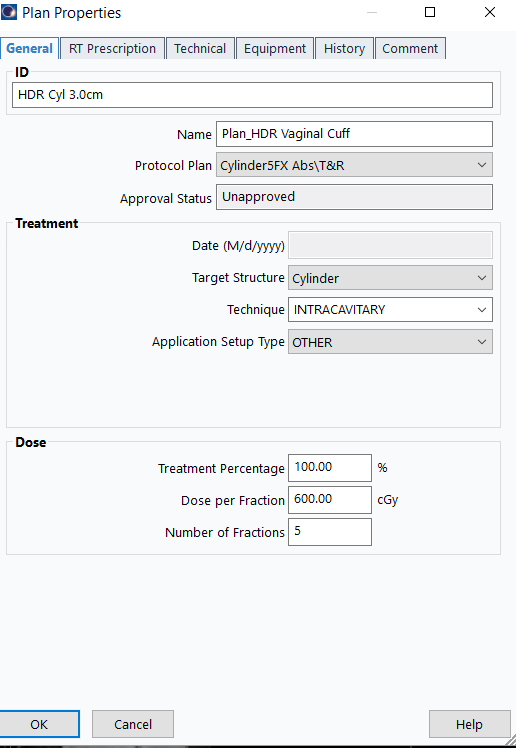 Plan Properties
General RT Prescription Technical Equipment History Comment
ID
HDR Cyl 3.0cm
Name Plan_HDR Vaginal Cuff
Protocol Plan Cylinder5FX Abs\T&R
Approval Status Unapproved
Treatment
Date (M/d/yyyy)
Target Structure Cylinder
Technique INTRACAVITARY
Application Setup Type OTHER
Dose
Treatment Percentage 100.00 %
Dose per Fraction 600.00 cGy
Number of Fractions 5
OK Cancel Help